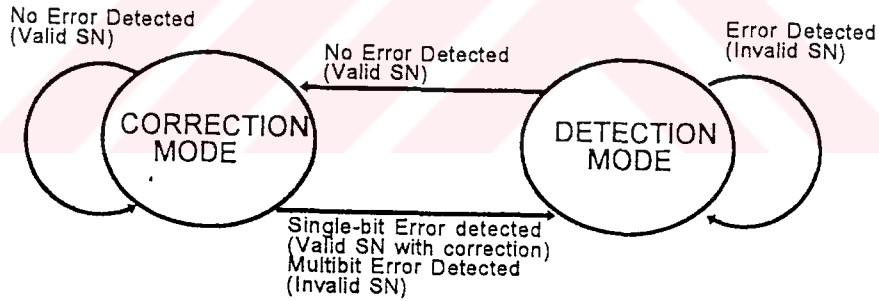 No Error Detected
(Valid SN)
No Error Detected
(Valid SN)
Error Detected
(Invalid SN)
CORRECTION
MODE
DETECTION
MODE
Single-bit Error detected
(Valid SN with correction)
Multibit Error Detected
(Invalid SN)